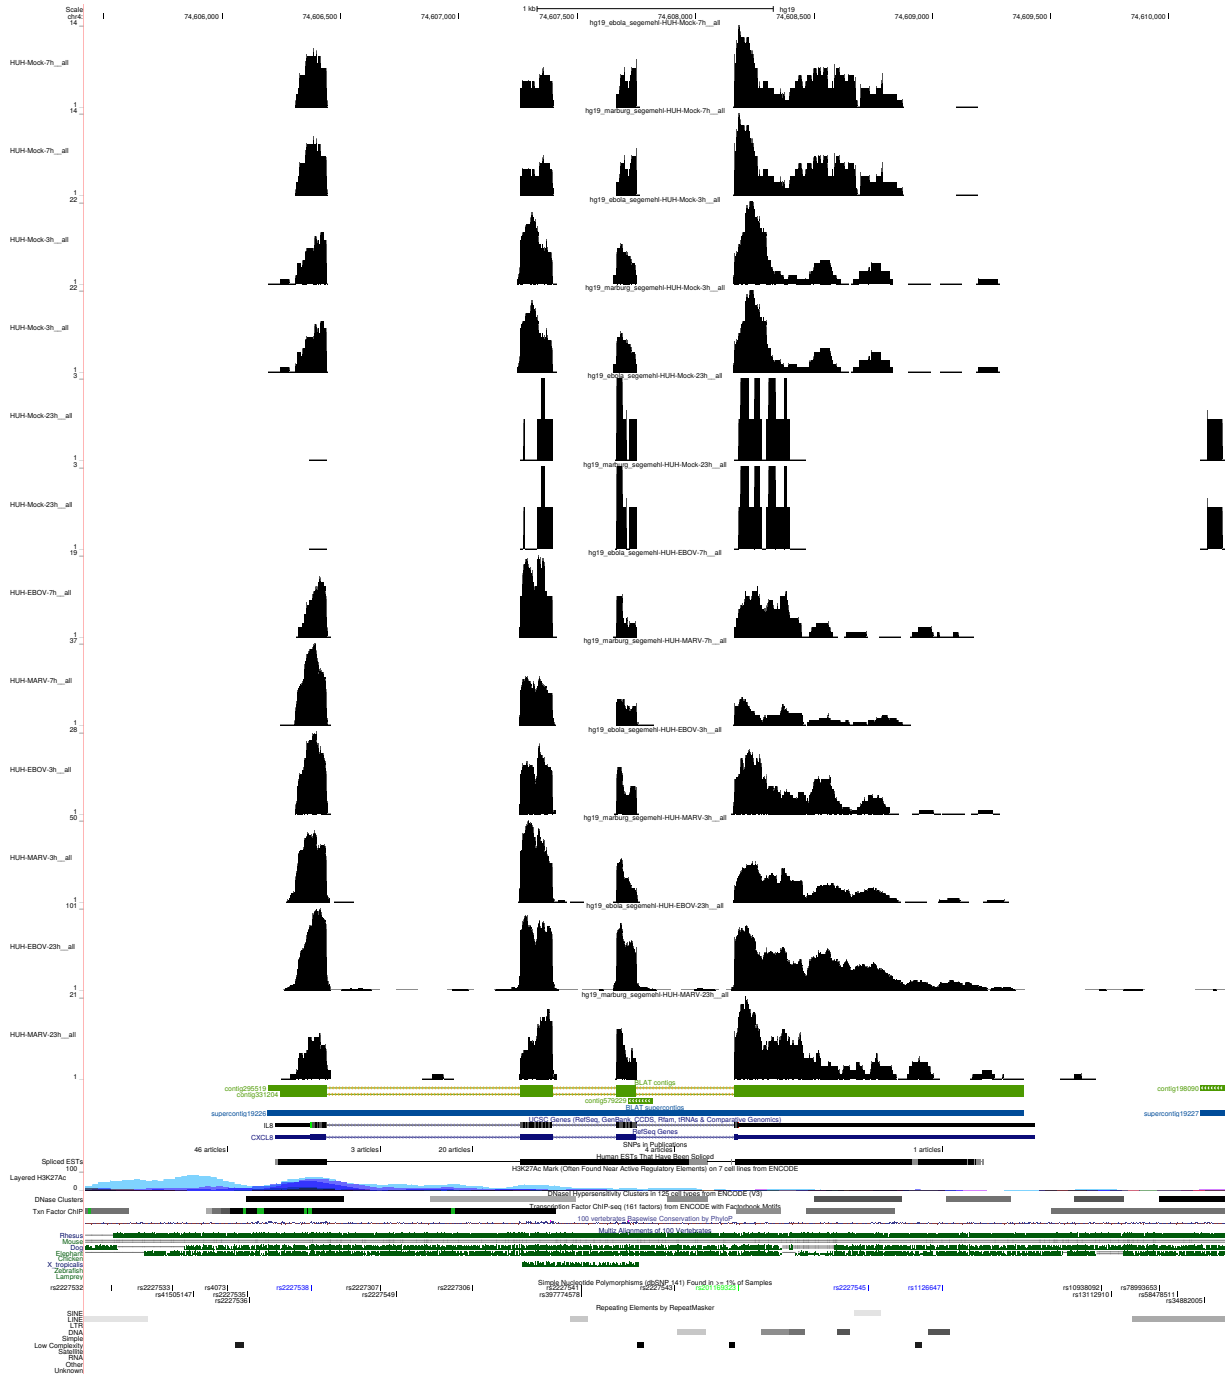 Scale 1 kb hg19
chr4: 74,606,000 74,606,500 74,607,000 74,607,500 74,608,000 74,608,500 74,609,000 74,609,500 74,610,000
14 hg19_ebola_segemehl-HUH-Mock-7h__all
HUH-Mock-7h__all
1 hg19_marburg_segemehl-HUH-Mock-7h__all
14
HUH-Mock-7h__all
1 hg19_ebola_segemehl-HUH-Mock-3h__all
22
HUH-Mock-3h__all
1 hg19_marburg_segemehl-HUH-Mock-3h__all
22
HUH-Mock-3h__all
1 hg19_ebola_segemehl-HUH-Mock-23h__all
3
HUH-Mock-23h__all
1 hg19_marburg_segemehl-HUH-Mock-23h__all
3
HUH-Mock-23h__all
1 hg19_ebola_segemehl-HUH-EBOV-7h__all
19
HUH-EBOV-7h__all
1 hg19_marburg_segemehl-HUH-MARV-7h__all
37
HUH-MARV-7h__all
1 hg19_ebola_segemehl-HUH-EBOV-3h__all
28
HUH-EBOV-3h__all
1 hg19_marburg_segemehl-HUH-MARV-3h__all
50
HUH-MARV-3h__all
1 hg19_ebola_segemehl-HUH-EBOV-23h__all
101
HUH-EBOV-23h__all
1 hg19_marburg_segemehl-HUH-MARV-23h__all
21
HUH-MARV-23h__all
1
BLAT contigs
contig295519 contig198090
contig331204
contig579229
BLAT supercontigs
supercontig19226 supercontig19227
UCSC Genes (RefSeq, GenBank, CCDS, Rfam, tRNAs & Comparative Genomics)
IL8
RefSeq Genes
CXCL8
SNPs in Publications
46 articles 3 articles 20 articles 4 articles 1 articles
Human ESTs That Have Been Spliced
Spliced ESTs
H3K27Ac Mark (Often Found Near Active Regulatory Elements) on 7 cell lines from ENCODE
100
Layered H3K27Ac
0
DNaseI Hypersensitivity Clusters in 125 cell types from ENCODE (V3)
DNase Clusters
Transcription Factor ChIP-seq (161 factors) from ENCODE with Factorbook Motifs
Txn Factor ChIP
100 vertebrates Basewise Conservation by PhyloP
Multiz Alignments of 100 Vertebrates
Rhesus
Mouse
Dog
Elephant
Chicken
X_tropicalis
Zebrafish
Lamprey
Simple Nucleotide Polymorphisms (dbSNP 141) Found in >= 1% of Samples
rs2227532 rs2227533 rs4073 rs2227538 rs2227307 rs2227306 rs2227541 rs2227543 rs2227545 rs1126647 rs10938092 rs78993653
rs41505147 rs2227535 rs2227549 rs397774578 rs13112910 rs58478511
rs2227536 rs34882005
Repeating Elements by RepeatMasker
SINE
LINE
LTR
DNA
Simple
Low Complexity
Satellite
RNA
Other
Unknown